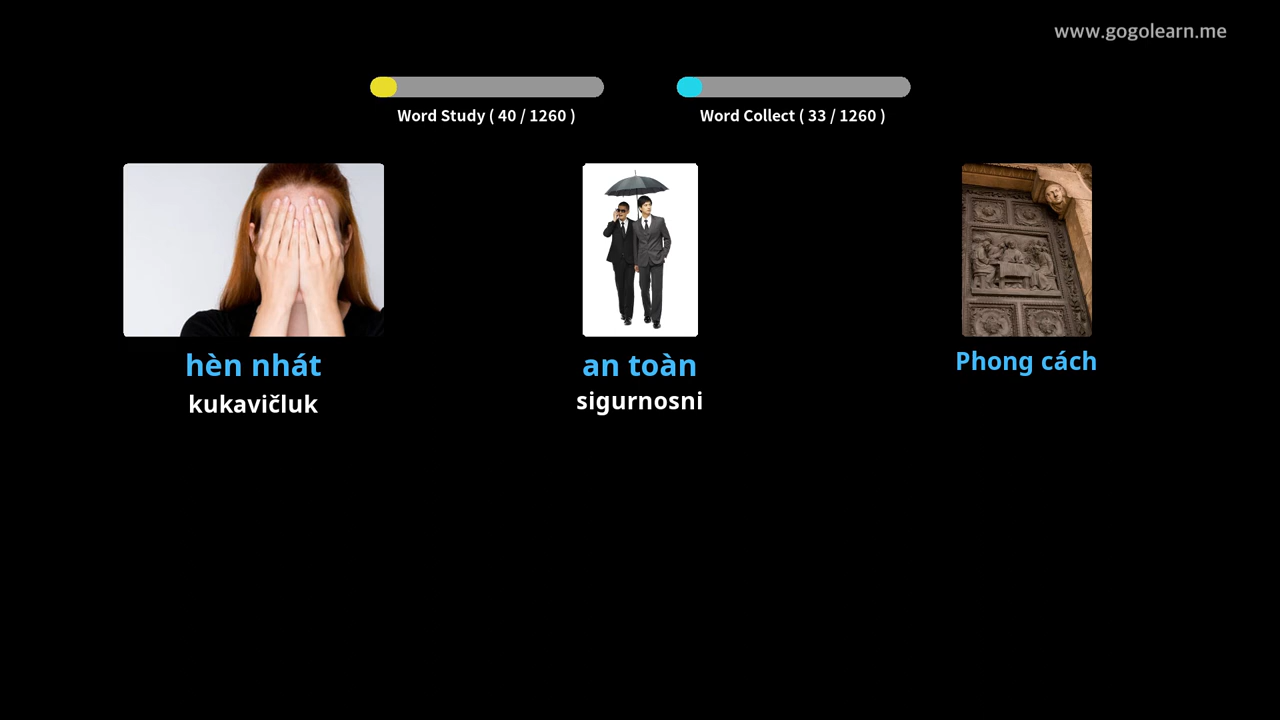 www.gogolearn.me
Word Study ( 40 / 1260 )
Word Collect ( 33 / 1260 )
hèn nhát
kukavičluk
an toàn
sigurnosni
Phong cách